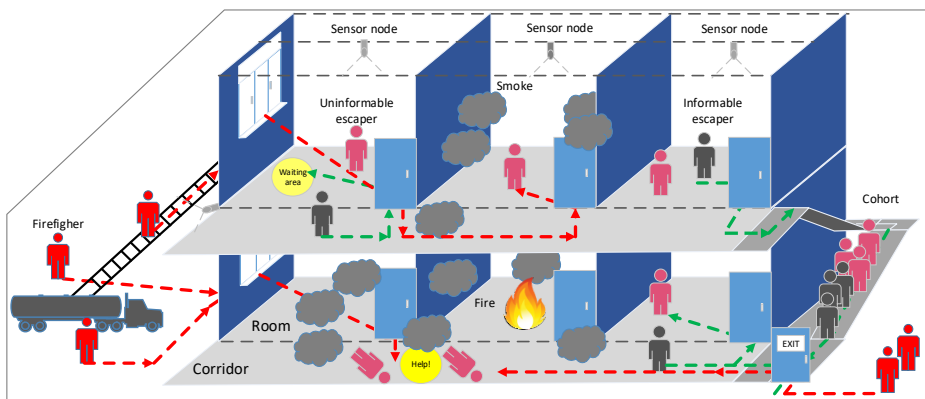 Sensor node
Sensor node
Sensor node
Smoke
Uninformable
escaper
Informable
escaper
Waiting
area
Cohort
Firefigher
Fire
Room
EXIT
Corridor
Help!